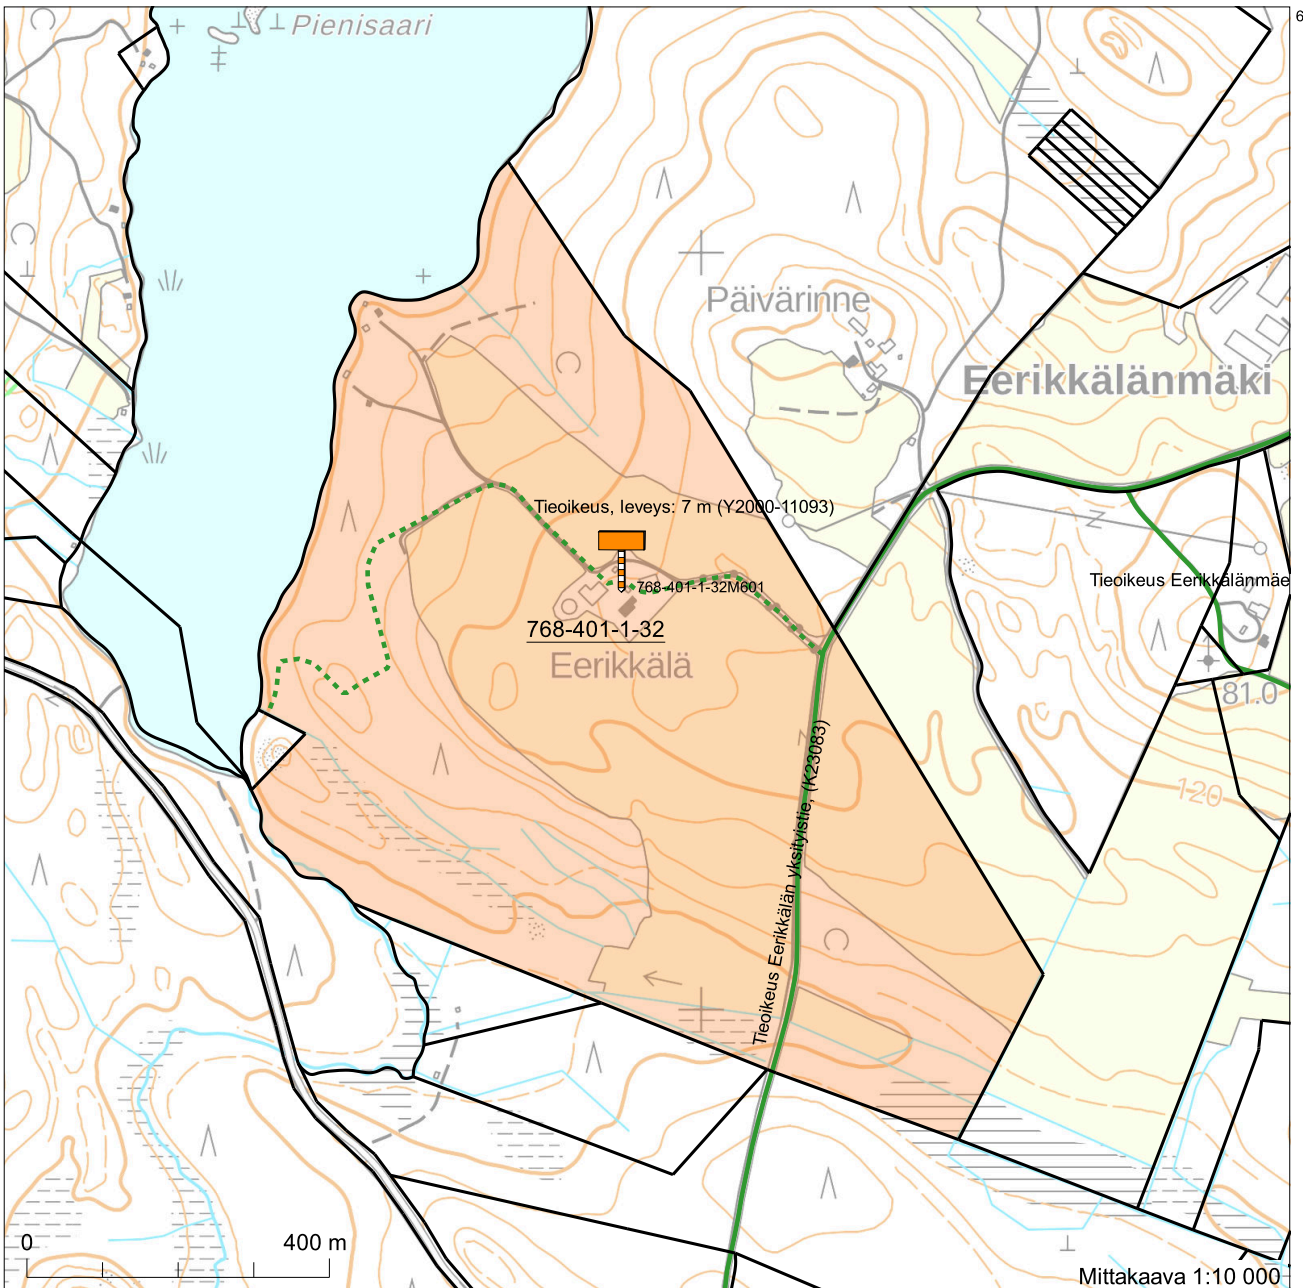 6
Pienisaari
Päivärinne
Eerikkälänmäki
Tieoikeus, leveys: 7 m (Y2000-11093)
768-401-1-32M601
Tieoikeus Eerikkälänmäe
768-401-1-32
Eerikkälä
81.0
Tieoikeus Eerikkälän yksityistie, (K23083)
120
0 400 m
Mittakaava 1:10 000